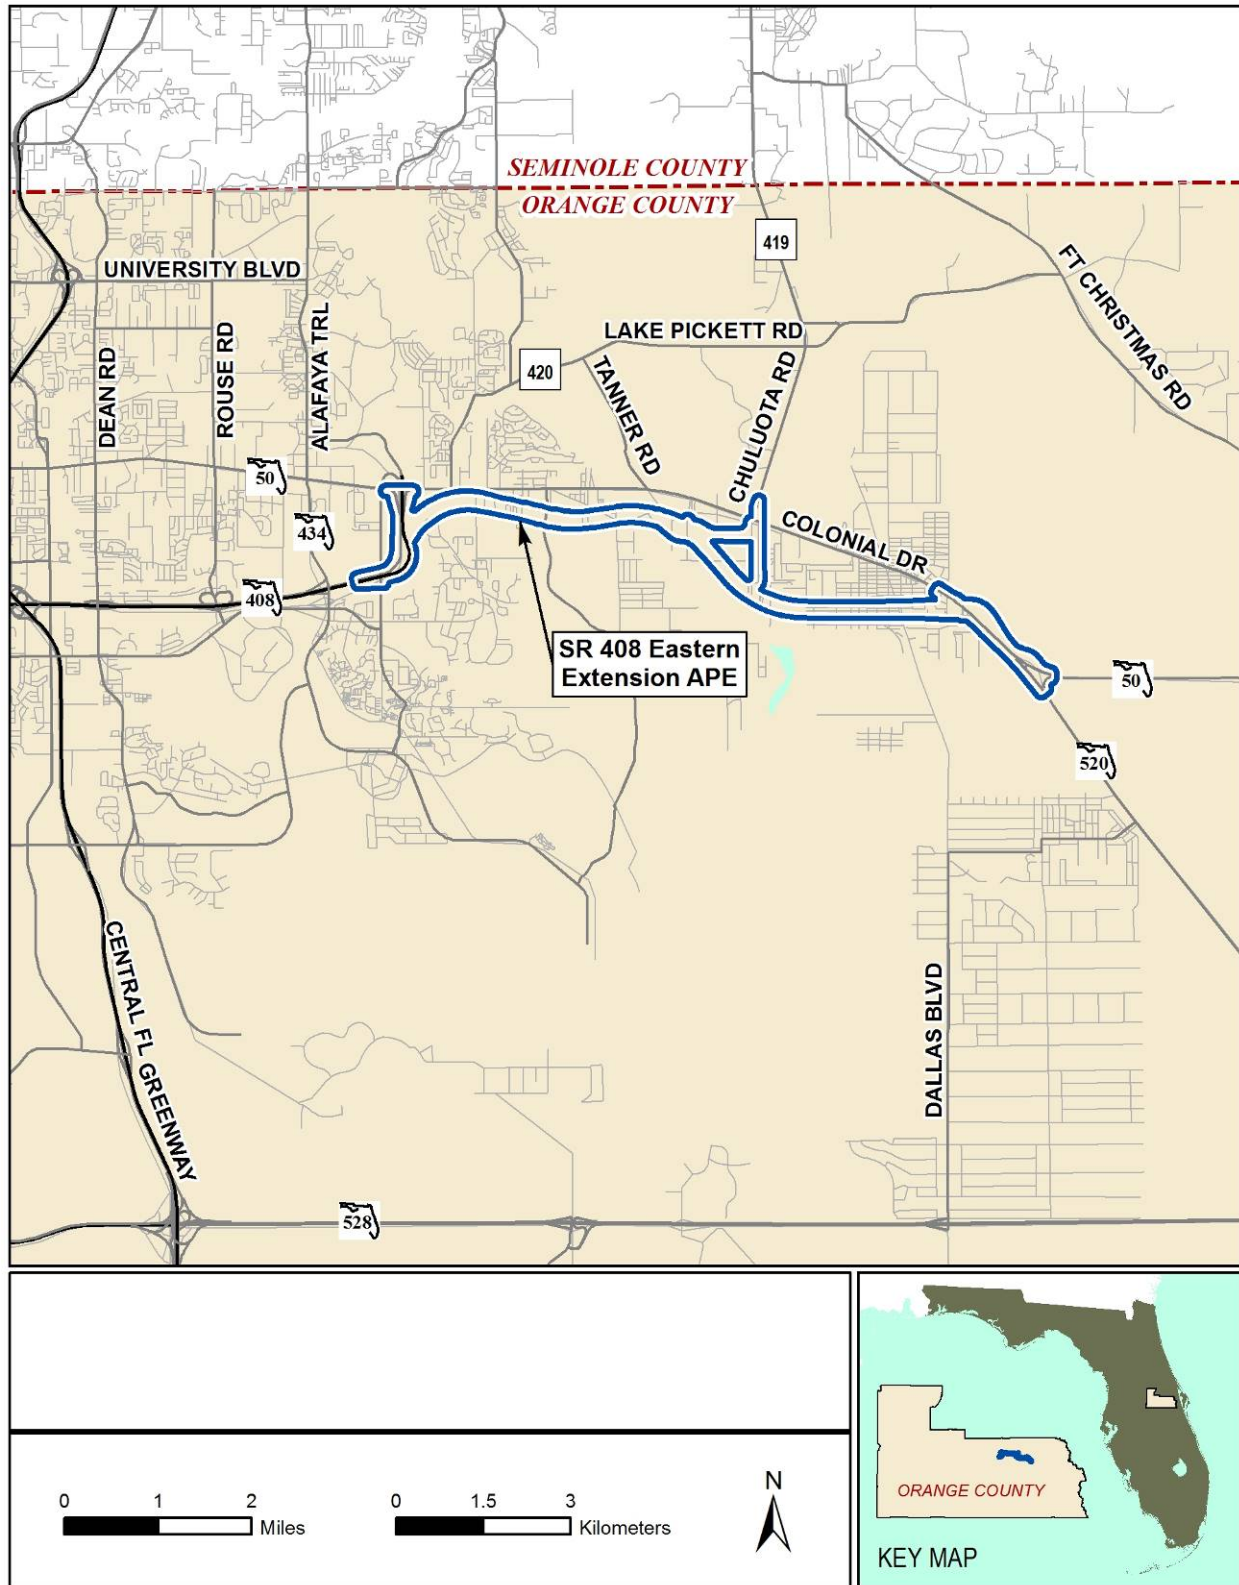 SEMINOLE COUNTY
ORANGE COUNTY
419
UNIVERSITY BLVD
FT CHRISTMAS RD
LAKE PICKETT RD
ALAFAYA TRL
ROUSE RD
DEAN RD
420
TANNER RD
CHULUOTA RD
50
434
COLONIAL DR
408
SR 408 Eastern
Extension APE
50
520
CENTRAL FL GREENWAY
DALLAS BLVD
528
0 1 2
Miles
0 1.5 3
Kilometers
N
ORANGE COUNTY
KEY MAP